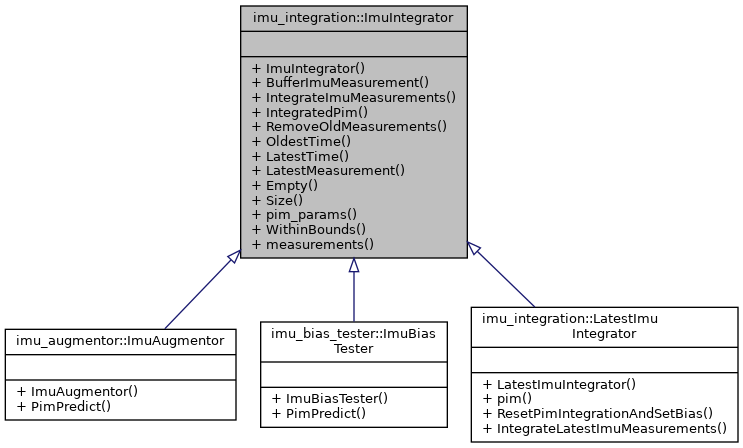 imu_integration::ImuIntegrator
+ ImuIntegrator()
+ BufferImuMeasurement()
+ IntegrateImuMeasurements()
+ IntegratedPim()
+ RemoveOldMeasurements()
+ OldestTime()
+ LatestTime()
+ LatestMeasurement()
+ Empty()
+ Size()
+ pim_params()
+ WithinBounds()
+ measurements()
imu_augmentor::ImuAugmentor
+ ImuAugmentor()
+ PimPredict()
imu_bias_tester::ImuBias
Tester
+ ImuBiasTester()
+ PimPredict()
imu_integration::LatestImu
Integrator
+ LatestImuIntegrator()
+ pim()
+ ResetPimIntegrationAndSetBias()
+ IntegrateLatestImuMeasurements()